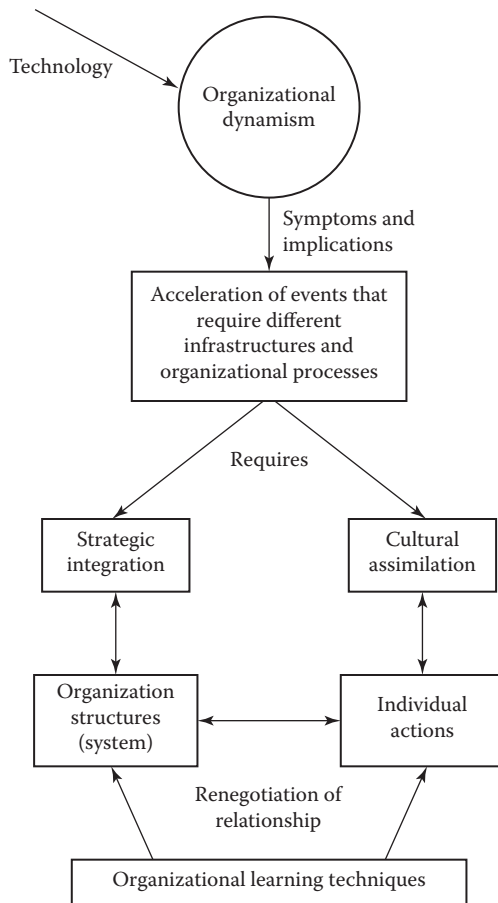 Technology
Organizational
dynamism
Symptoms and
implications
Acceleration of events that
require different
infrastructures and
organizational processes
Requires
Strategic
integration
Cultural
assimilation
Organization
structures
(system)
Individual
actions
Renegotiation of
relationship
Organizational learning techniques